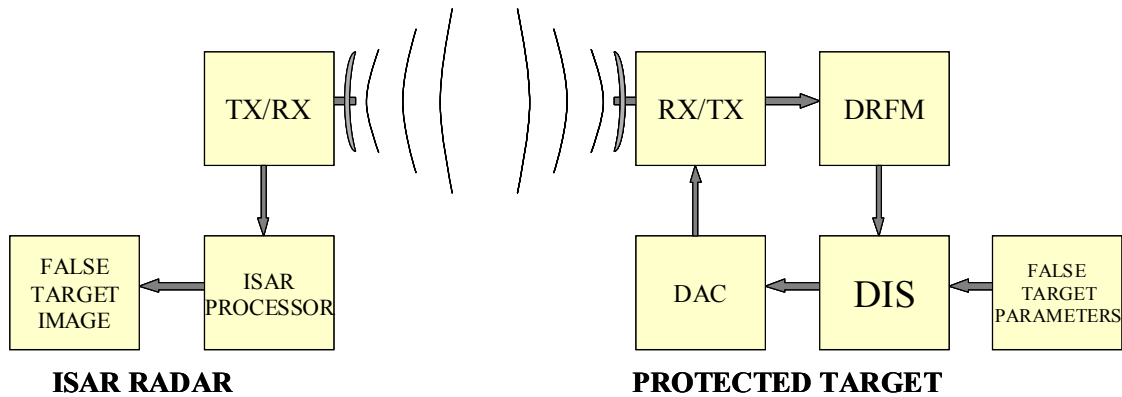 TX/RX
RX/TX
DRFM
FALSE
TARGET
IMAGE
ISAR
PROCESSOR
DAC
DIS
FALSE
TARGET
PARAMETERS
ISAR RADAR
PROTECTED TARGET